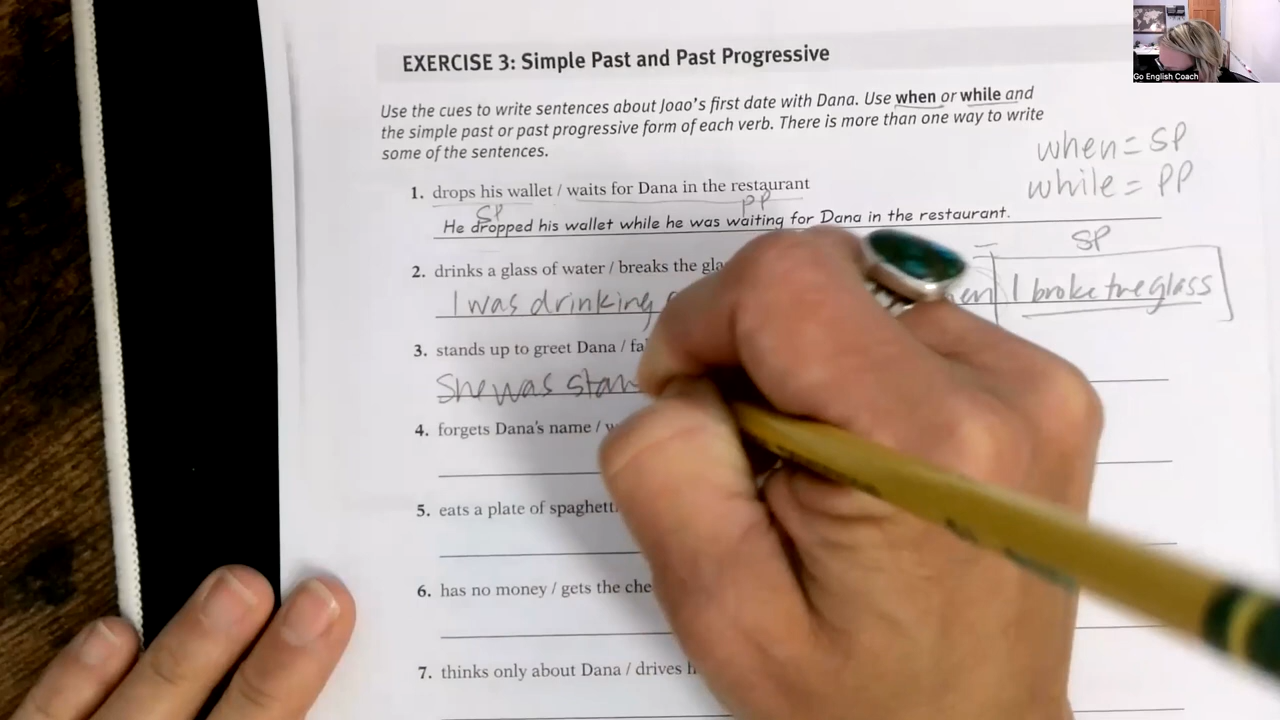 Go English Coach
EXERCISE 3: Simple Past and Past Progressive
Use the cues to write sentences about Joao's first date with Dana. Use when or while and
the simple past or past progressive form of each verb. There is more than one way to write
some of the sentences.
when = SP
while = PP
1. drops his wallet / waits for Dana in the restaurant
SP PP
He dropped his wallet while he was waiting for Dana in the restaurant.
SP
2. drinks a glass of water / breaks the
I was drinking I broke the glass
3. stands up to greet Dana /
She was
4. forgets Dana's name /
5. eats a plate of
6. has no money / gets the
7. thinks only about Dana / drives